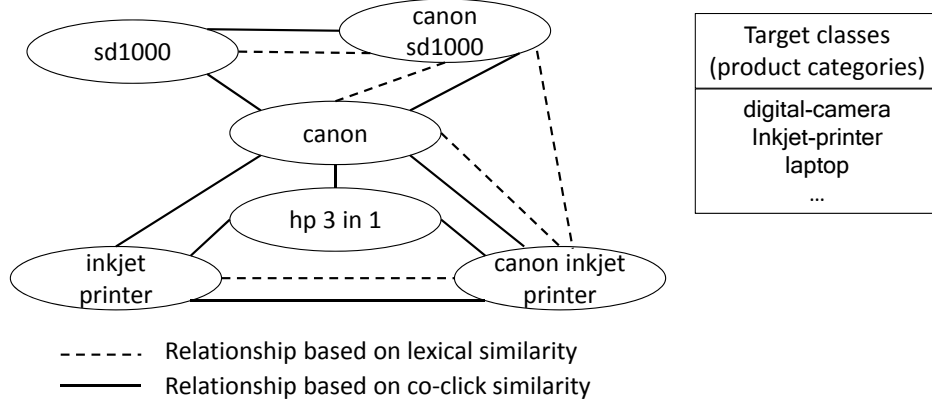 canon
sd1000
sd1000
canon
hp 3 in 1
inkjet
printer
canon inkjet
printer
Target classes
(product categories)
digital-camera
Inkjet-printer
laptop
...
Relationship based on lexical similarity
Relationship based on co-click similarity